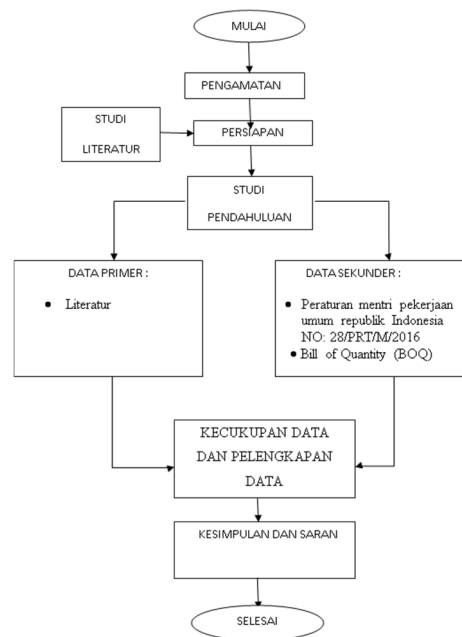 MULAI
PENGAMATAN
STUDI
LITERATUR
PERSIAPAN
STUDI
PENDAHULUAN
DATA PRIMER :
• Literatur
DATA SEKUNDER :
• Peraturan mentri pekerjaan
umum republik Indonesia
NO: 28/PRT/M/2016
• Bill of Quantity (BOQ)
KECUKUPAN DATA
DAN PELENGKAPAN
DATA
KESIMPULAN DAN SARAN
SELESAI